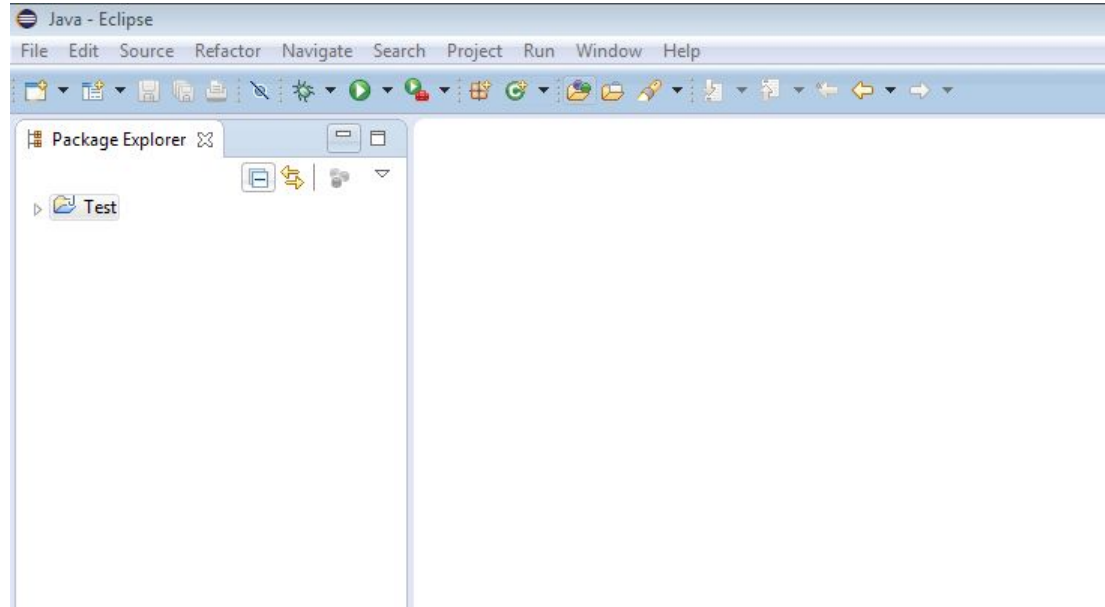 Java - Eclipse
File Edit Source Refactor Navigate Search Project Run Window Help
Package Explorer
Test